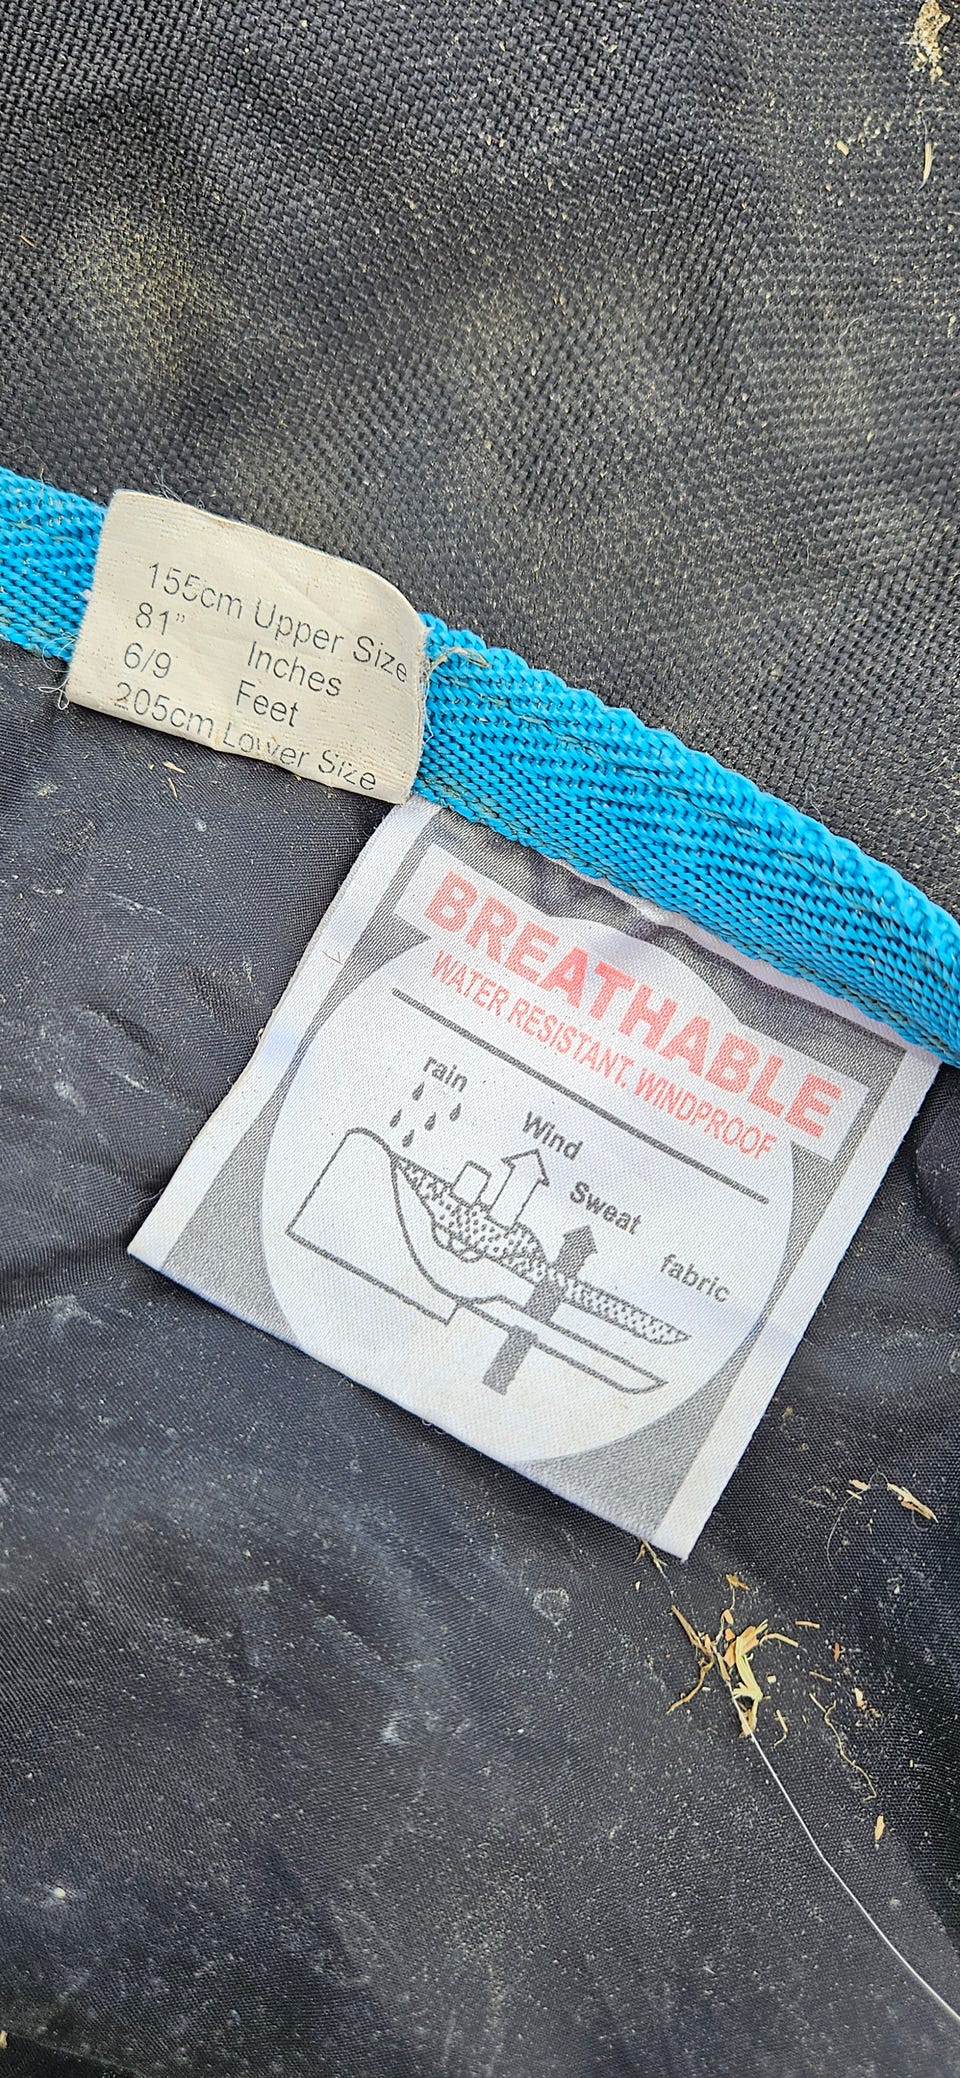 155cm Upper Size
81" Inches
6/9 Feet
205cm Lower Size
BREATHABLE
WATER RESISTANT. WINDPROOF
rain
Wind
Sweat
fabric